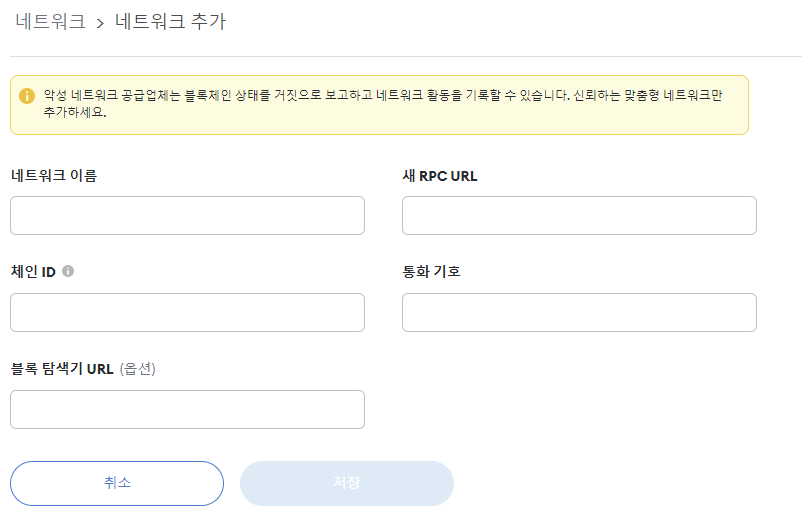 네트워크 > 네트워크 추가
악성 네트워크 공급업체는 블록체인 상태를 거짓으로 보고하고 네트워크 활동을 기록할 수 있습니다. 신뢰하는 맞춤형 네트워크만
추가하세요.
네트워크 이름
새 RPC URL
체인 ID
통화 기호
블록 탐색기 URL (옵션)
취소
저장